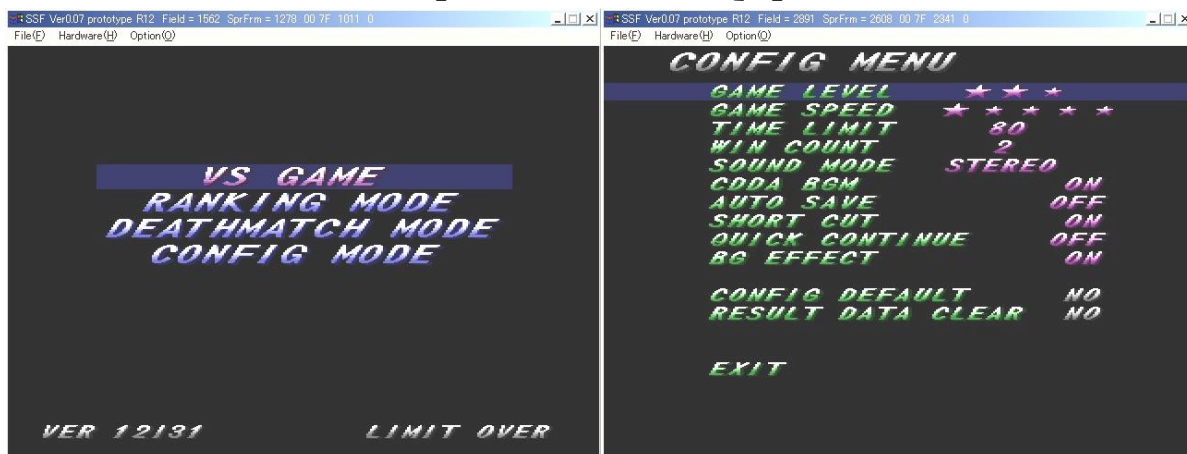 SSF Ver0.07 prototype R12 Field = 1562 SprFrm = 1278 00 7F 1011 0
File(F) Hardware(H) Option(O)
VS GAME
RANKING MODE
DEATHMATCH MODE
CONFIG MODE
VER 12/31 LIMIT OVER
SSF Ver0.07 prototype R12 Field = 2891 SprFrm = 2608 00 7F 2341 0
File(F) Hardware(H) Option(O)
CONFIG MENU
GAME LEVEL ★ ★ ★
GAME SPEED ★ ★ ★ ★ ★
TIME LIMIT 80
WIN COUNT 2
SOUND MODE STEREO
CDDA BGM ON
AUTO SAVE OFF
SHORT CUT ON
QUICK CONTINUE OFF
BG EFFECT ON
CONFIG DEFAULT NO
RESULT DATA CLEAR NO
EXIT